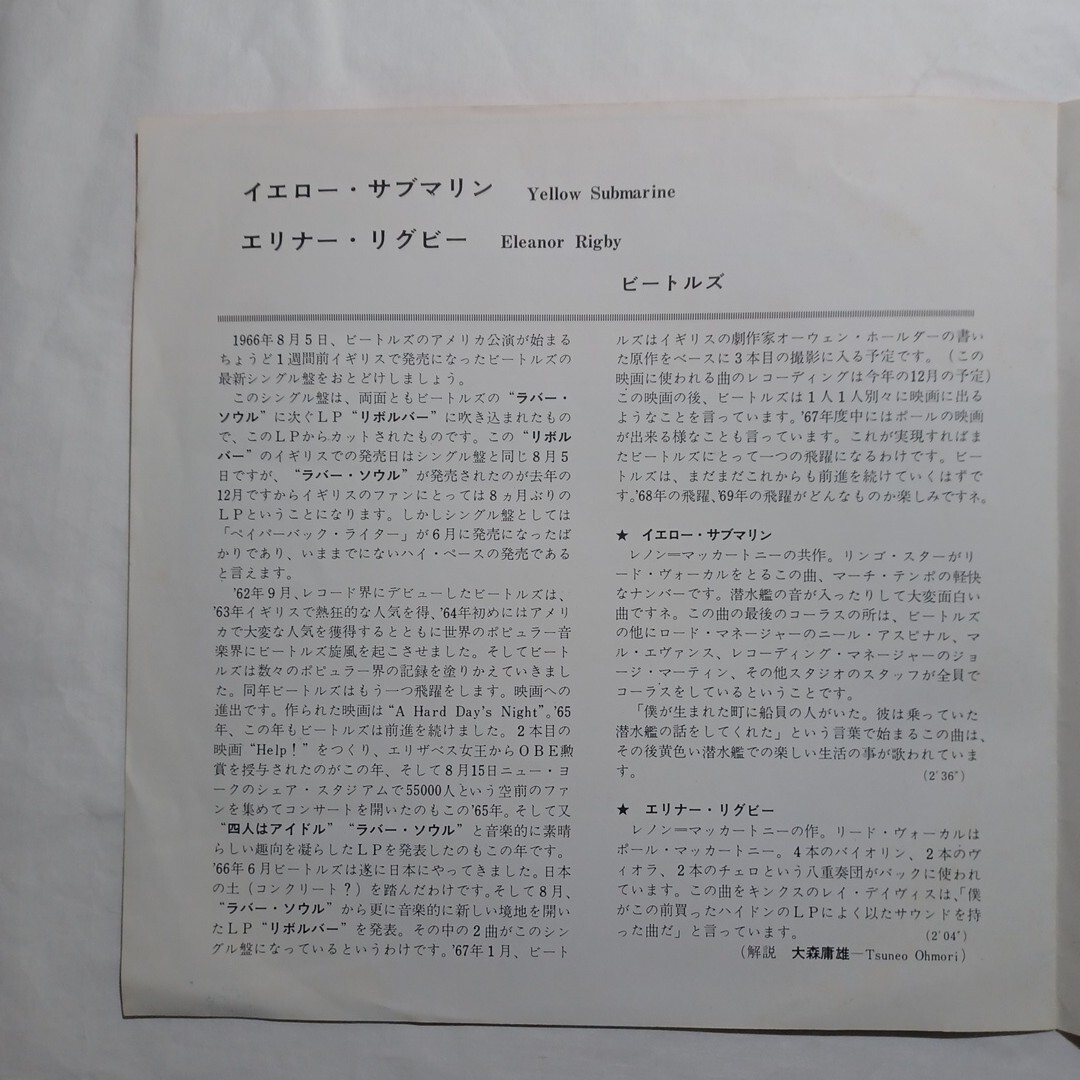 イエロー・サブマリン Yellow Submarine
エリナー・リグビー Eleanor Rigby
ビートルズ
1966年8月5日、ビートルズのアメリカ公演が始まる
ちょうど1週間前イギリスで発売になったビートルズの
最新シングル盤をおとどけしましょう。
このシングル盤は、両面ともビートルズの“ラバー・
ソウル”に次ぐLP“リボルバー”に吹き込まれたもの
で、このLPからカットされたものです。この“リボル
バー”のイギリスでの発売日はシングル盤と同じ8月5
日ですが、“ラバー・ソウル”が発売されたのが去年の
12月ですからイギリスのファンにとっては8ヵ月ぶりの
LPということになります。しかしシングル盤としては
「ペイパーバック・ライター」が6月に発売になったば
かりであり、いままでにないハイ・ペースの発売である
と言えます。
'62年9月、レコード界にデビューしたビートルズは、
'63年イギリスで熱狂的な人気を得、'64年初めにはアメリ
カで大変な人気を獲得するとともに世界のポピュラー音
楽界にビートルズ旋風を起こさせました。そしてビート
ルズは数々のポピュラー界の記録を塗りかえていきまし
た。同年ビートルズはもう一つ飛躍をします。映画への
進出です。作られた映画は“A Hard Day's Night”。'65
年、この年もビートルズは前進を続けました。2本目の
映画“Help!”をつくり、エリザベス女王からOBE勲
賞を授与されたのがこの年、そして8月15日ニュー・ヨ
ークのシェア・スタジアムで55000人という空前のファ
ンを集めてコンサートを開いたのもこの'65年。そして又
“四人はアイドル”“ラバー・ソウル”と音楽的に素晴
らしい趣向を凝らしたLPを発表したのもこの年です。
'66年6月ビートルズは遂に日本にやってきました。日本
の土（コンクリート？）を踏んだわけです。そして8月、
“ラバー・ソウル”から更に音楽的に新しい境地を開い
たLP“リボルバー”を発表。その中の2曲がこのシン
グル盤になっているというわけです。'67年1月、ビート
ルズはイギリスの劇作家オーウェン・ホールダーの書い
た原作をベースに3本目の撮影に入る予定です。（この
映画に使われる曲のレコーディングは今年の12月の予定）
この映画の後、ビートルズは1人1人別々に映画に出る
ようなことを言っています。'67年度中にはポールの映画
が出来る様なことも言っています。これが実現すればま
たビートルズにとって一つの飛躍になるわけです。ビー
トルズは、まだまだこれからも前進を続けていくはずで
す。'68年の飛躍、'69年の飛躍がどんなものか楽しみですネ。
★ イエロー・サブマリン
レノン＝マッカートニーの共作。リンゴ・スターがリ
ード・ヴォーカルをとるこの曲、マーチ・テンポの軽快
なナンバーです。潜水艦の音が入ったりして大変面白い
曲ですネ。この曲の最後のコーラスの所は、ビートルズ
の他にロード・マネージャーのニール・アスピナル、マ
ル・エヴァンス、レコーディング・マネージャーのジョ
ージ・マーティン、その他スタジオのスタッフが全員で
コーラスをしているということです。
「僕が生まれた町に船員の人がいた。彼は乗っていた
潜水艦の話をしてくれた」という言葉で始まるこの曲は、
その後黄色い潜水艦での楽しい生活の事が歌われていま
す。 (2′36″)
★ エリナー・リグビー
レノン＝マッカートニーの作。リード・ヴォーカルは
ポール・マッカートニー。4本のバイオリン、2本のヴ
ィオラ、2本のチェロという八重奏団がバックに使われ
ています。この曲をキンクスのレイ・デイヴィスは、「僕
がこの前買ったハイドンのLPによく以たサウンドを持
った曲だ」と言っています。 (2′04″)
（解説 大森庸雄—Tsuneo Ohmori）